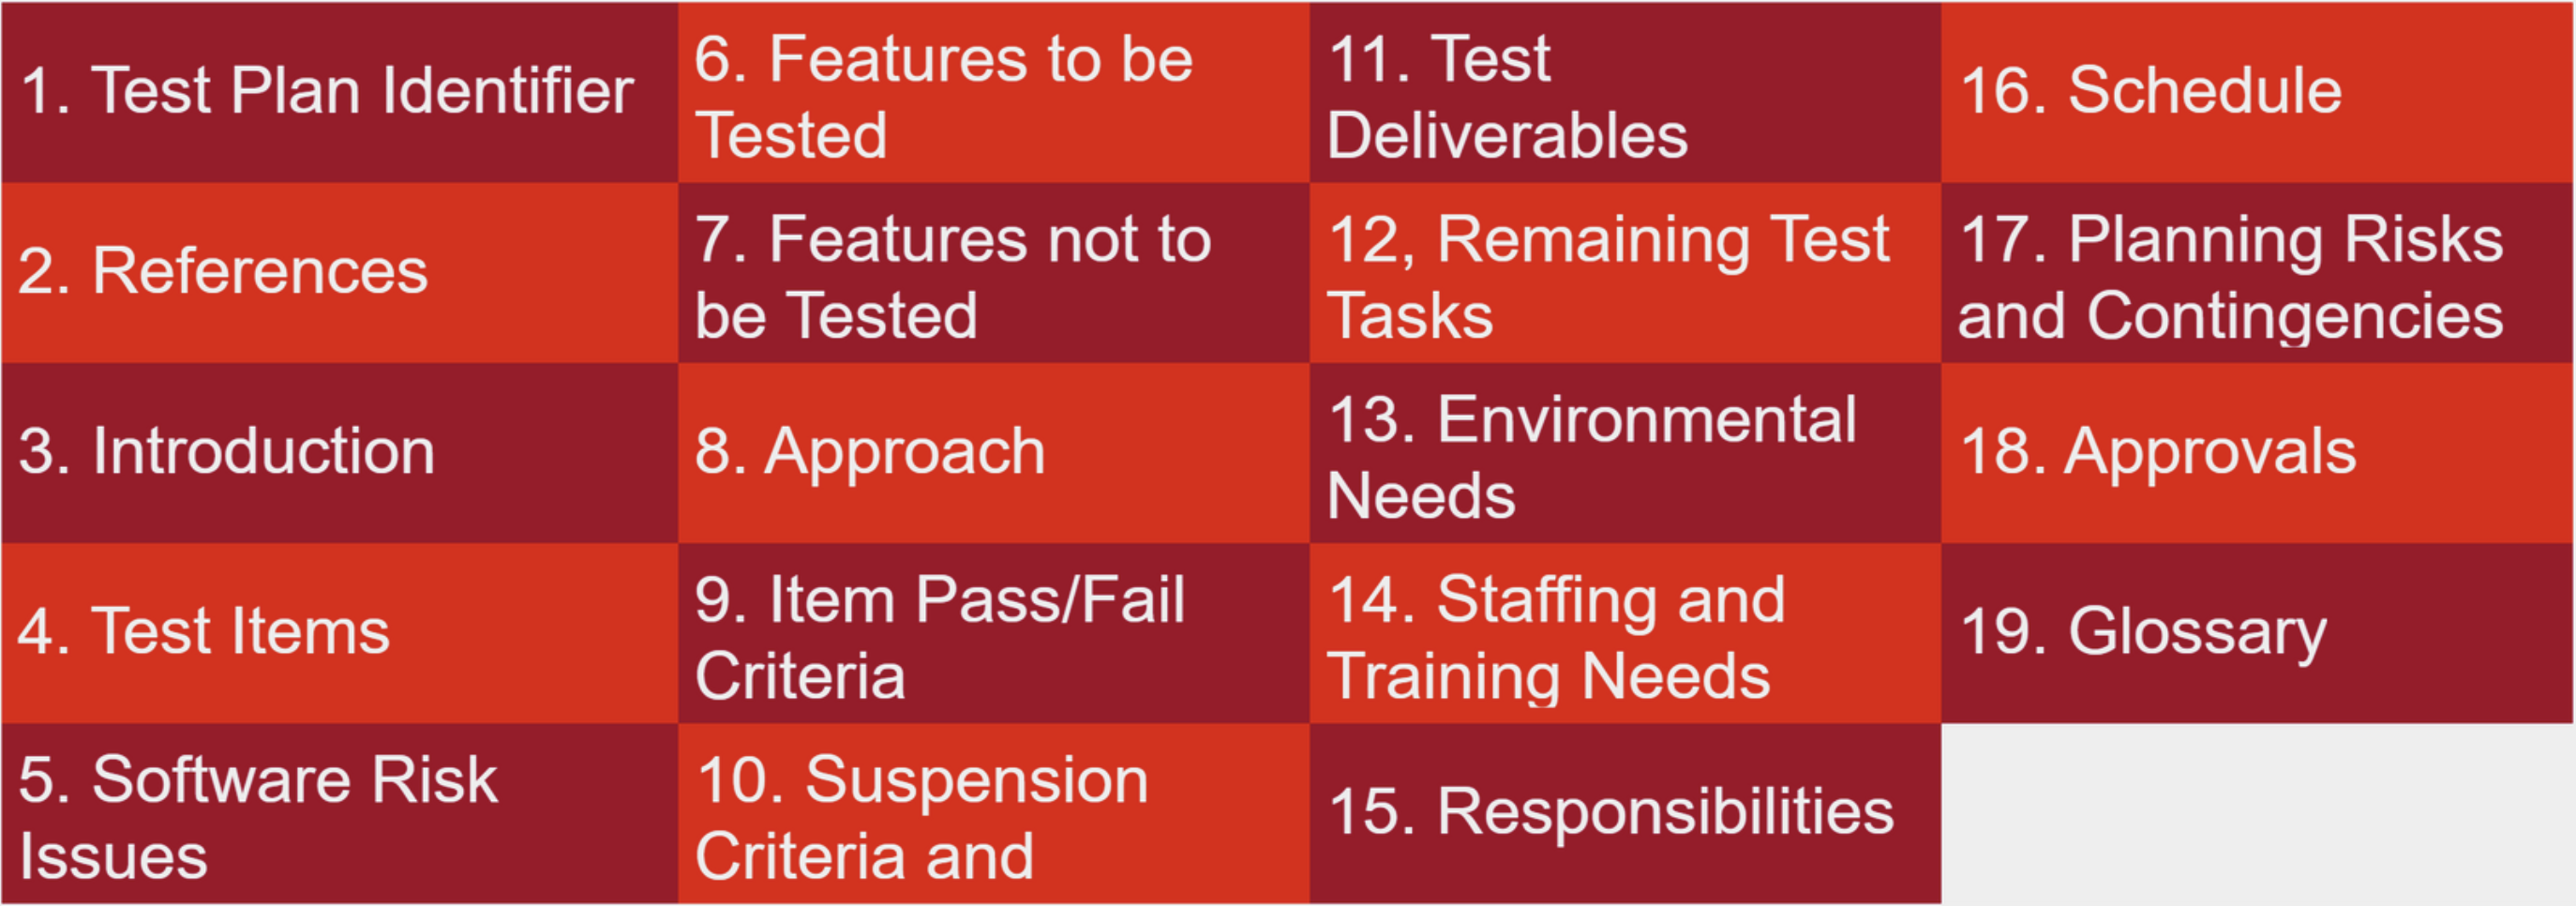 1. Test Plan Identifier
2. References
3. Introduction
4. Test Items
5. Software Risk
Issues
6. Features to be
Tested
7. Features not to
be Tested
8. Approach
9. Item Pass/Fail
Criteria
10. Suspension
Criteria and
11. Test
Deliverables
12, Remaining Test
Tasks
13. Environmental
Needs
14. Staffing and
Training Needs
15. Responsibilities
16. Schedule
17. Planning Risks
and Contingencies
18. Approvals
19. Glossary